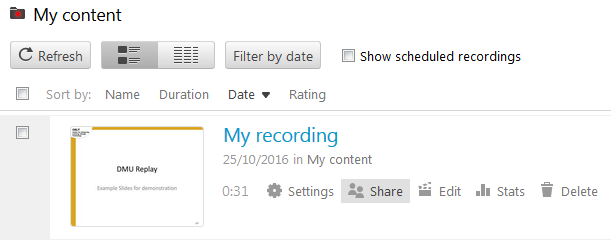 My content
Refresh Filter by date Show scheduled recordings
Sort by: Name Duration Date Rating
My recording
25/10/2016 in My content
DMU Replay
Example Slides for demonstration
0:31 Settings Share Edit Stats Delete